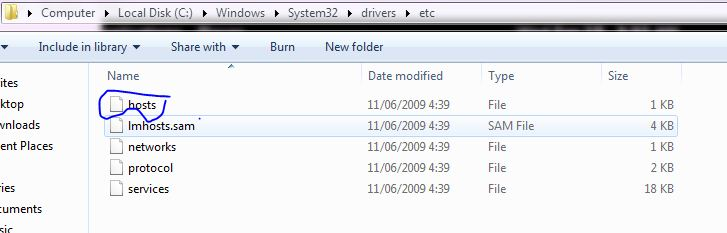 Computer ▸ Local Disk (C:) ▸ Windows ▸ System32 ▸ drivers ▸ etc
Include in library ▾ Share with ▾ Burn New folder
Name Date modified Type Size
hosts 11/06/2009 4:39 File 1 KB
lmhosts.sam 11/06/2009 4:39 SAM File 4 KB
networks 11/06/2009 4:39 File 1 KB
protocol 11/06/2009 4:39 File 2 KB
services 11/06/2009 4:39 File 18 KB
ites
ktop
wnloads
ent Places
s
uments
sic